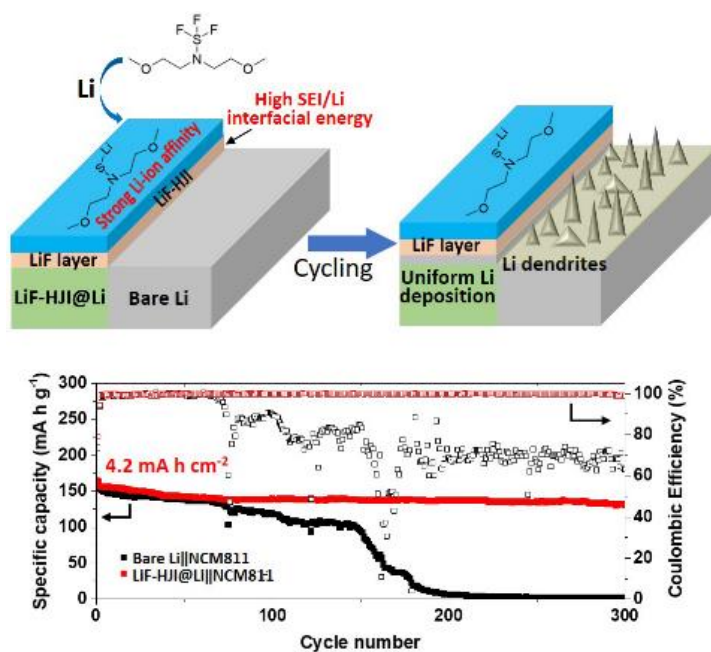 F
F
F
S
N
O
O
Li
High SEI/Li
interfacial energy
Li
S
N
O
O
Strong Li-ion affinity
LiF-HJI
LiF layer
LiF-HJI@Li
Bare Li
Cycling
Li
S
N
O
O
LiF layer
Uniform Li
deposition
Li dendrites
Specific capacity (mA h g⁻¹)
300
250
200
150
100
50
0
4.2 mA h cm⁻²
Bare Li||NCM811
LiF-HJI@Li||NCM811
0
100
200
300
Cycle number
100
80
60
40
20
0
Coulombic Efficiency (%)